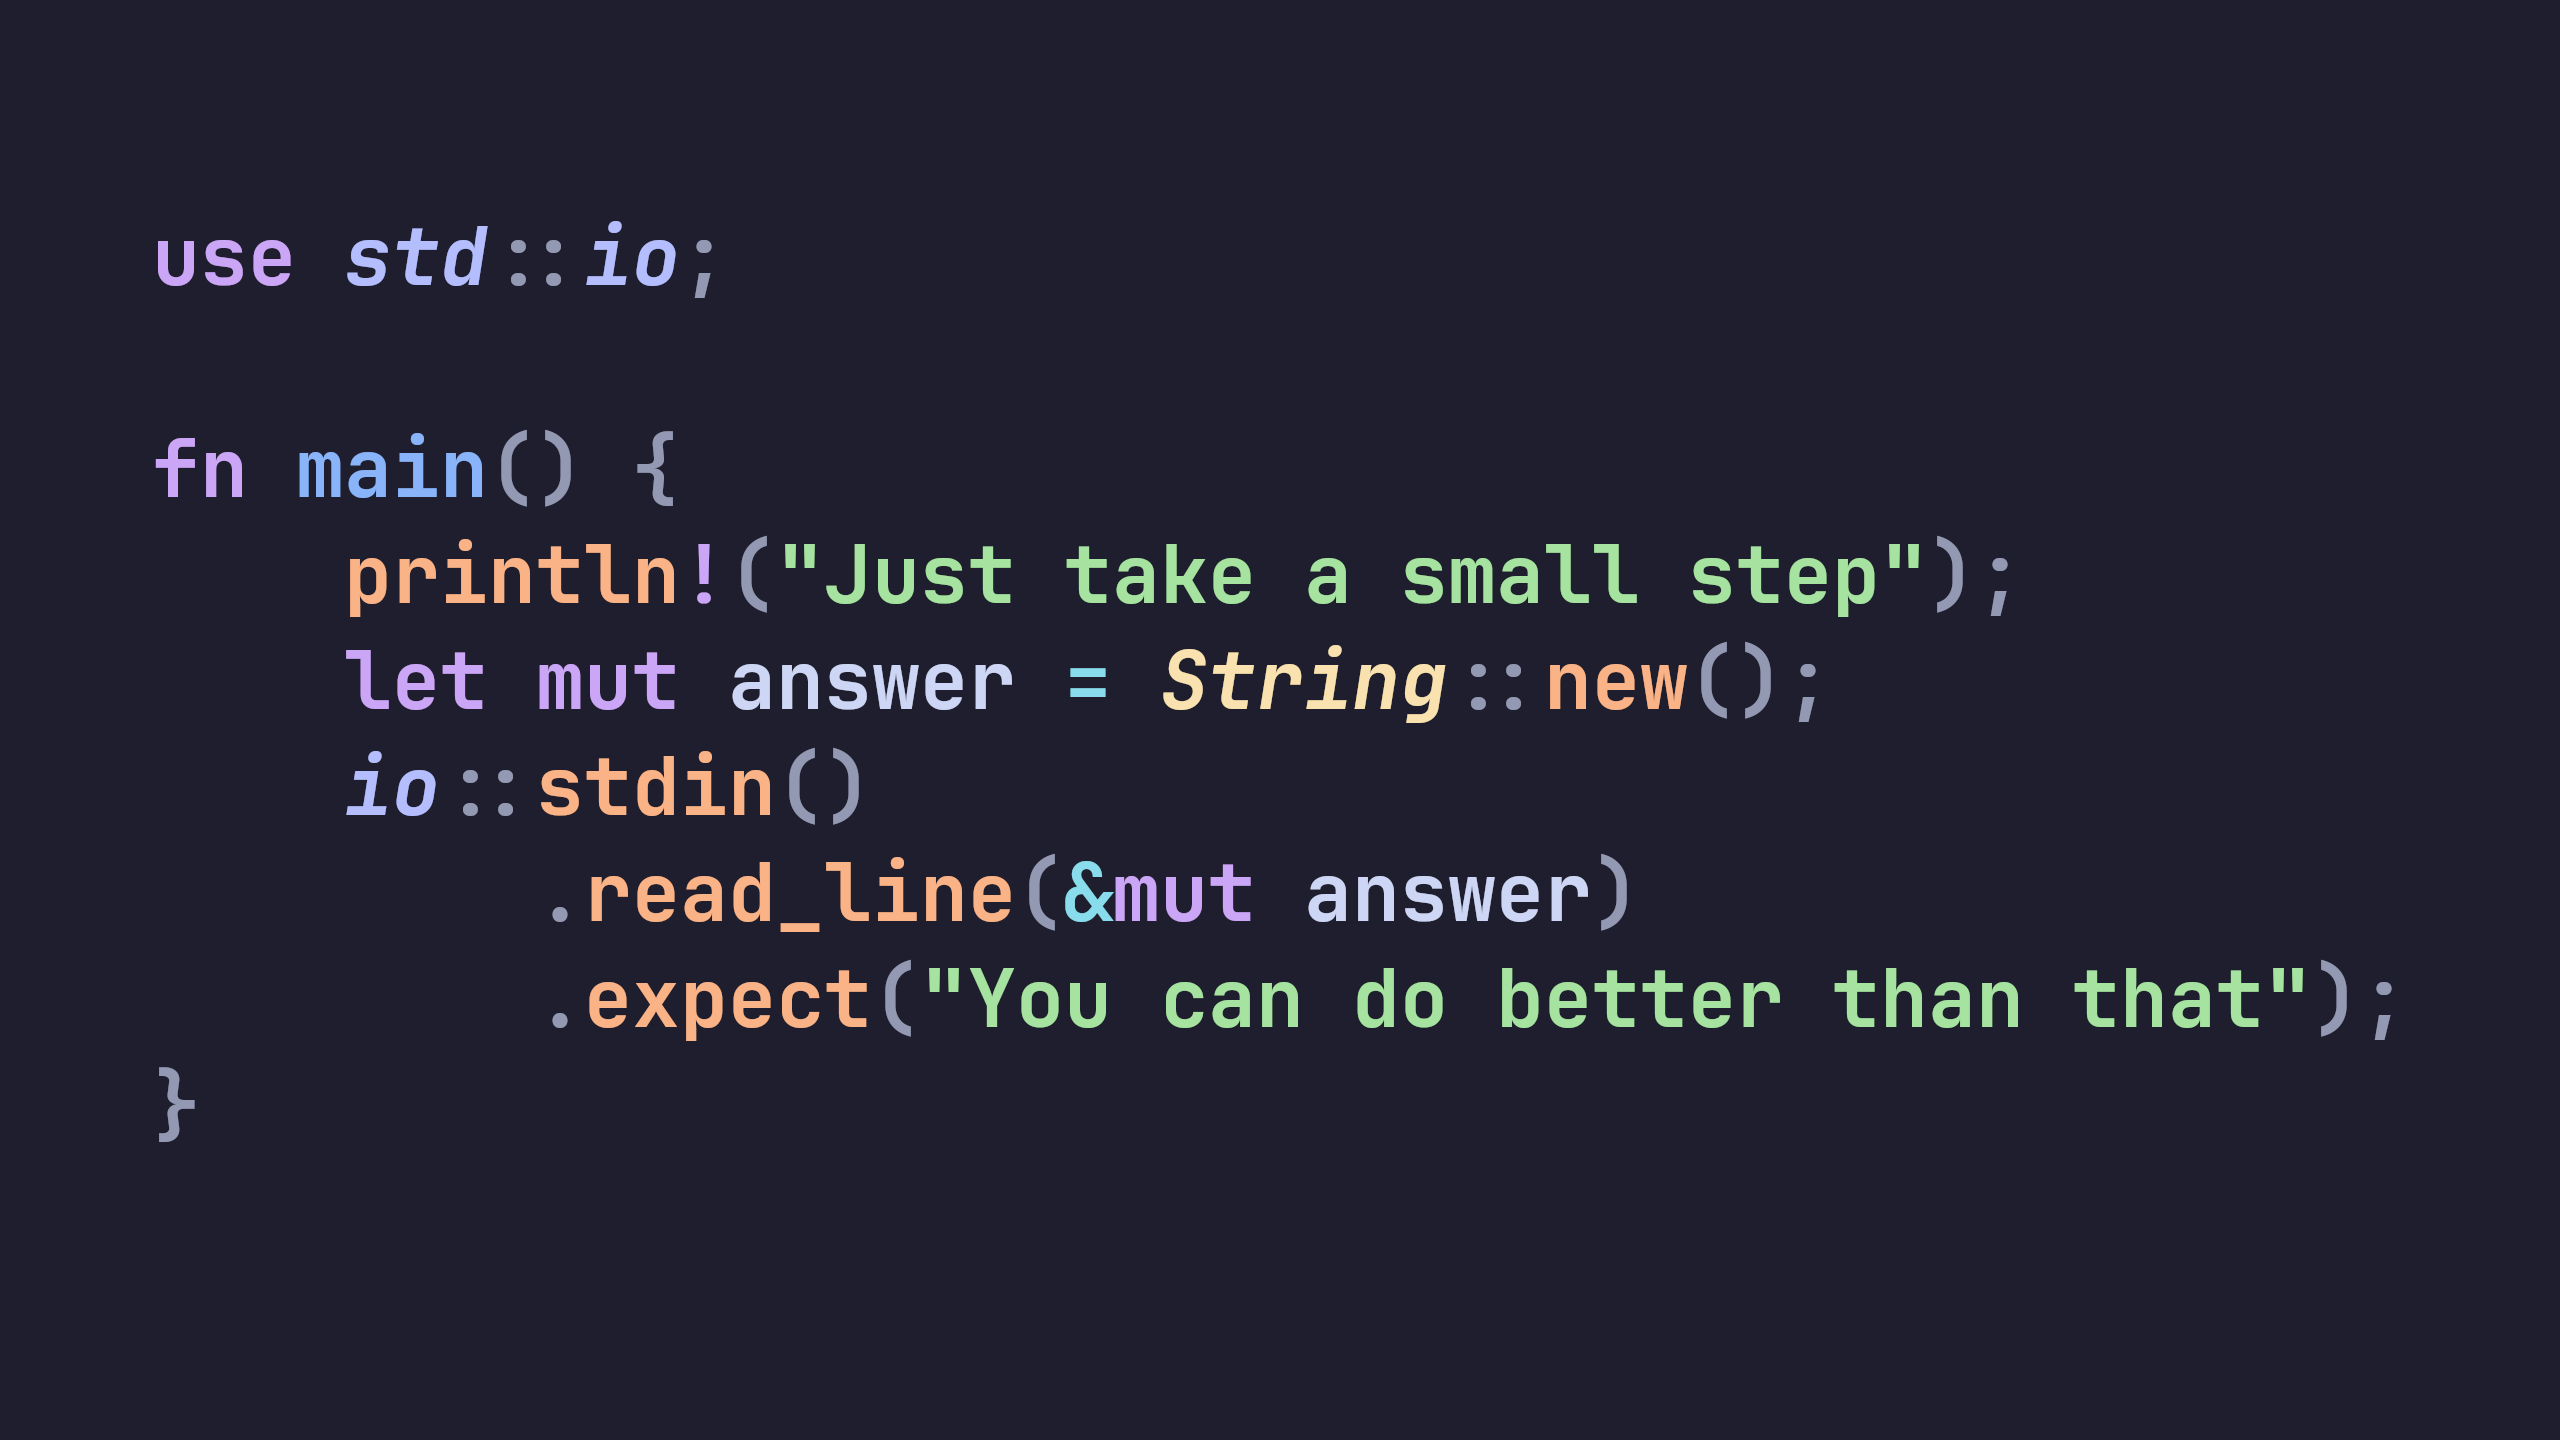 use std::io;

fn main() {
    println!("Just take a small step");
    let mut answer = String::new();
    io::stdin()
        .read_line(&mut answer)
        .expect("You can do better than that");
}